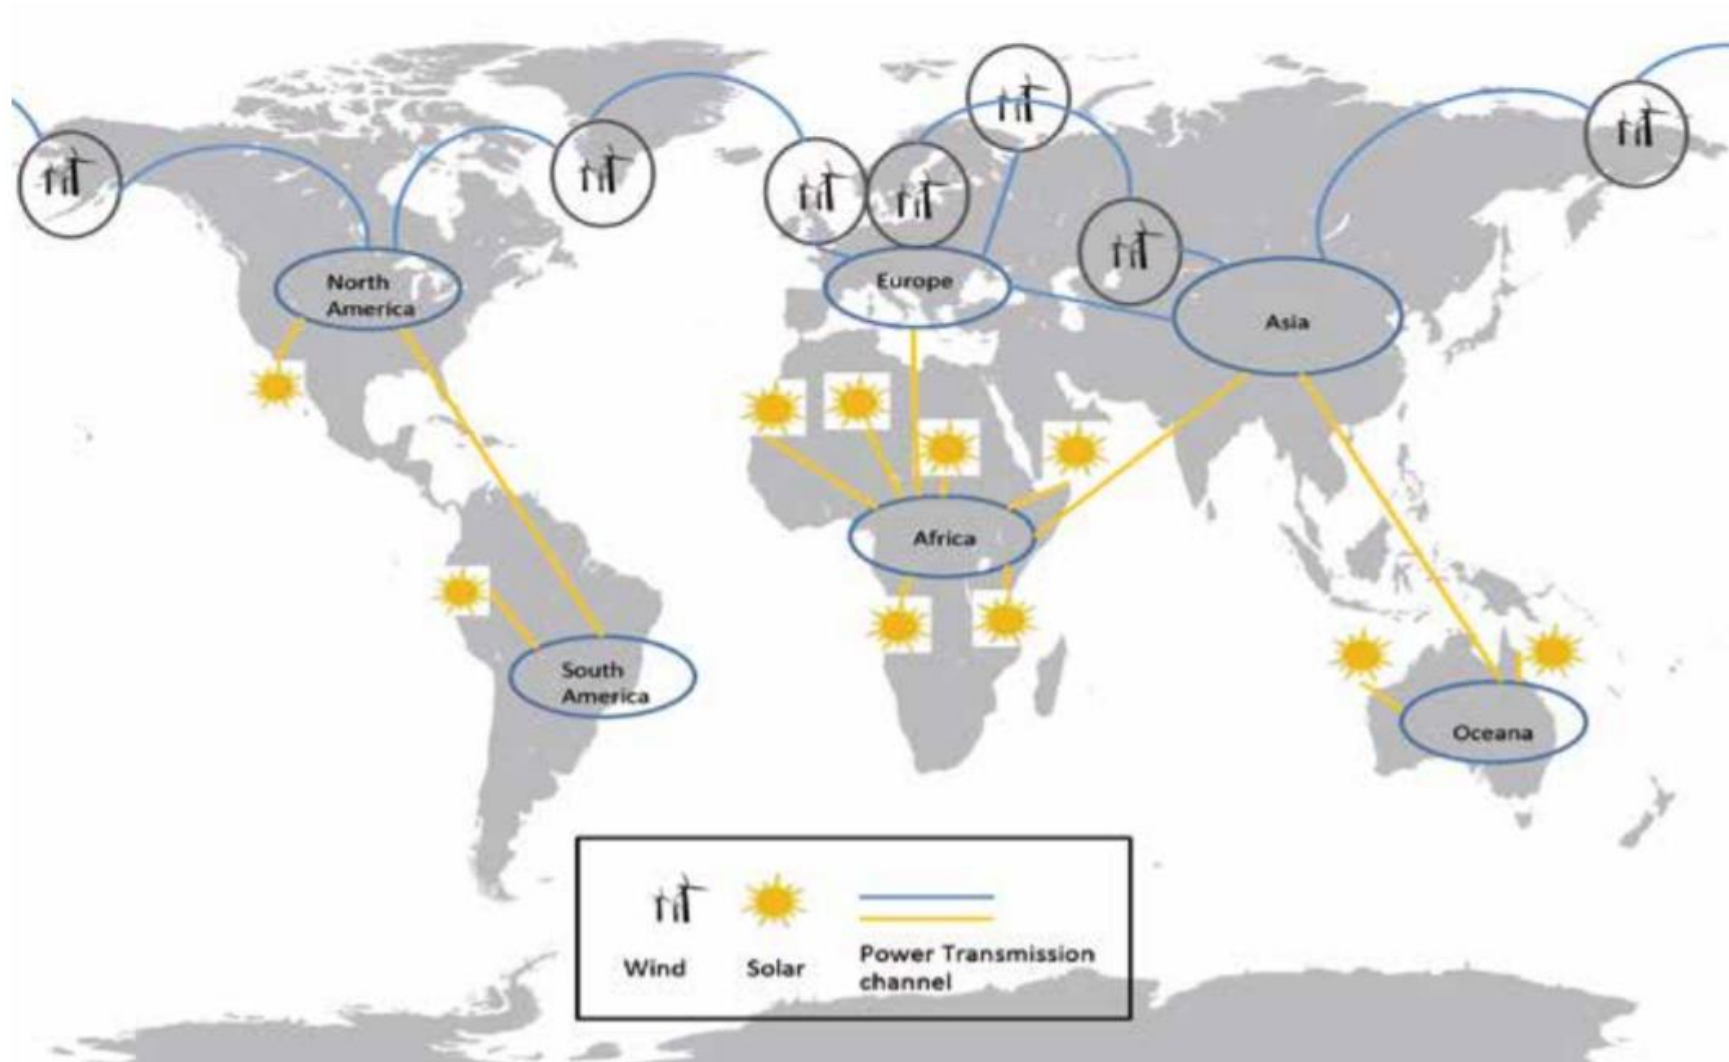 North
America
Europe
Asia
Africa
South
America
Oceana
Wind
Solar
Power Transmission
channel